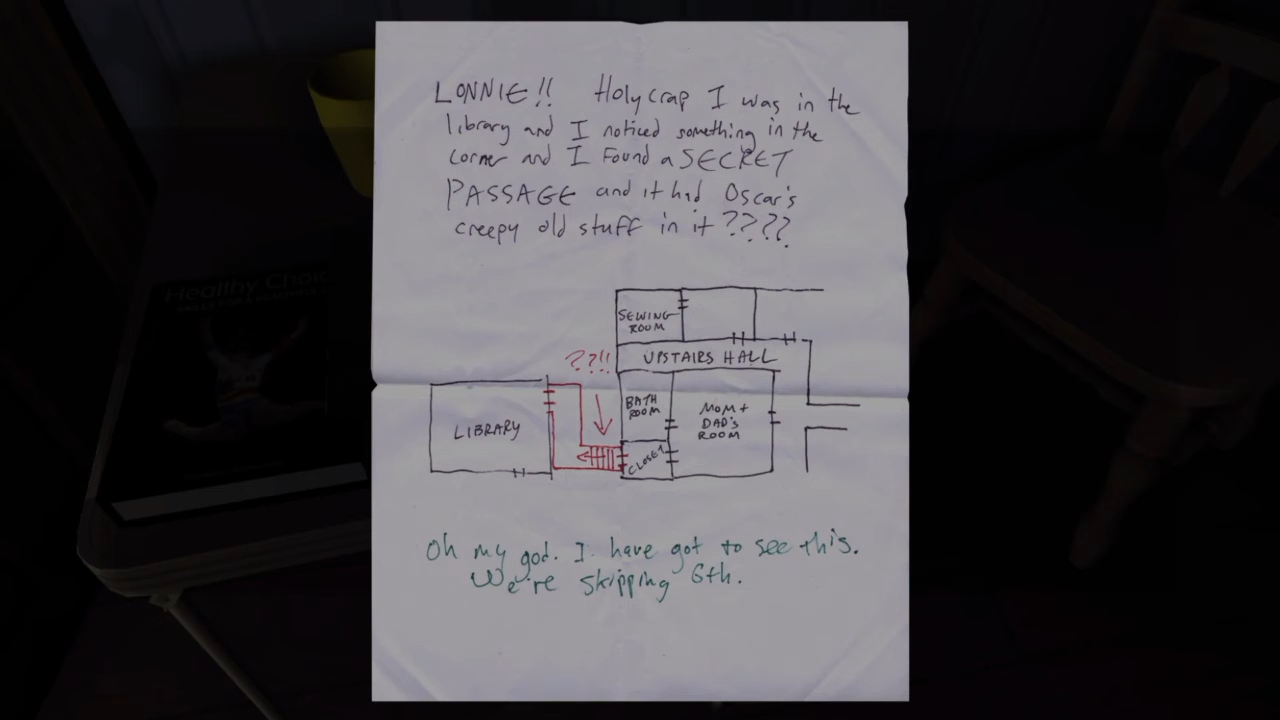 LONNIE!! Holy crap I was in the
library and I noticed something in the
corner and I found a SECRET
PASSAGE and it had Oscar's
creepy old stuff in it ????
SEWING
ROOM
UPSTAIRS HALL
??!!
BATH
ROOM
MOM +
DAD'S
ROOM
LIBRARY
CLOSET
Oh my god. I have got to see this.
We're skipping 6th.
Healthy Choic